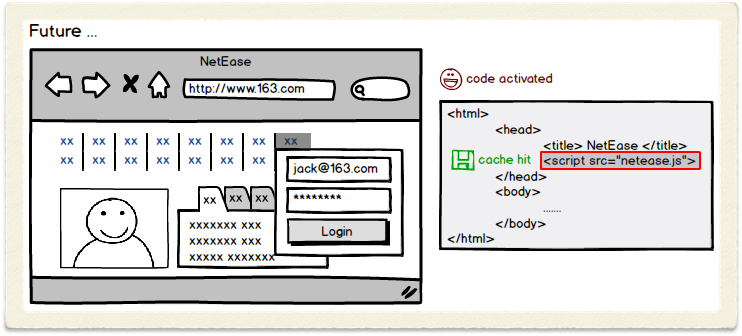 Future ...
NetEase
http://www.163.com
xx xx xx xx xx xx xx xx
xx xx xx xx xx xx xx xx
jack@163.com
********
Login
xx xx xx
xxxxxxx xxx
xxxxxxx xxx
xxxxx xxxxxxx
code activated
<html>
<head>
<title> NetEase </title>
cache hit <script src="netease.js">
</head>
<body>
.......
</body>
</html>